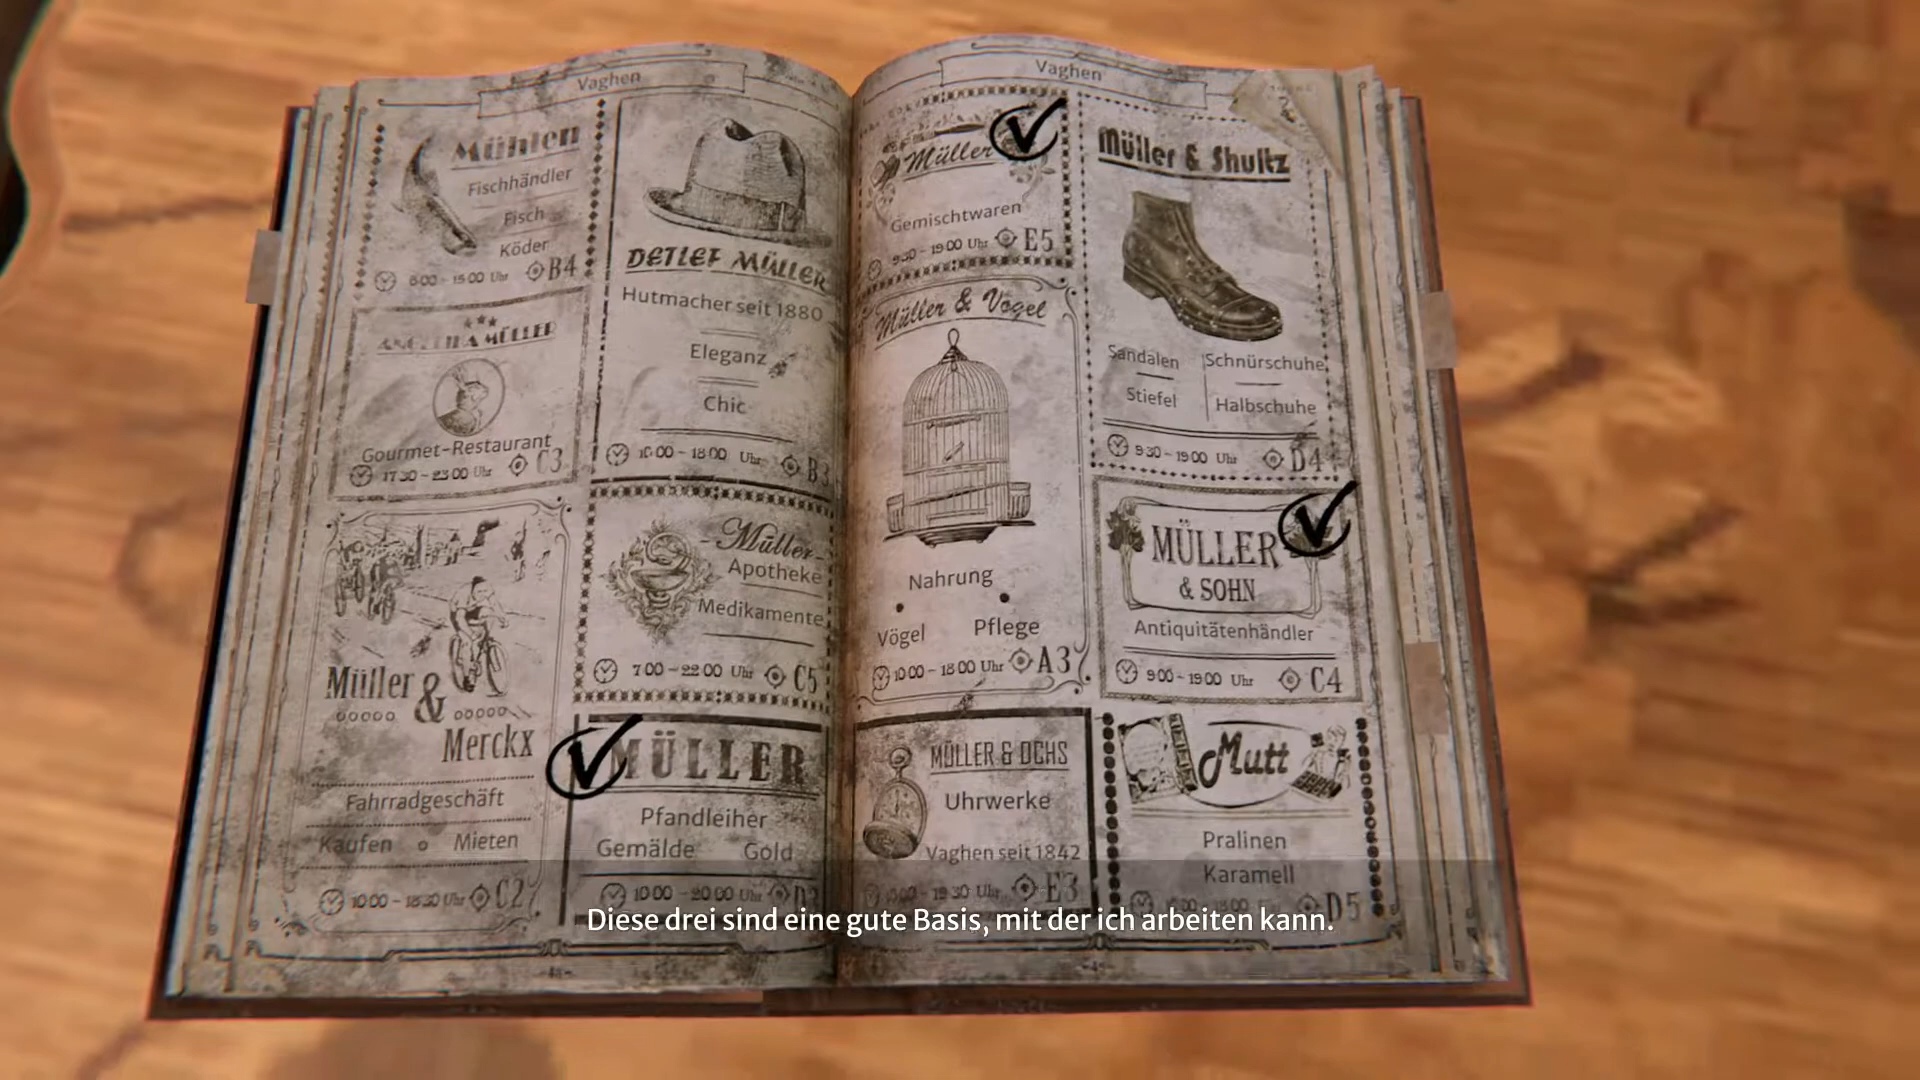 Vaghen
Mühlen
Fischhändler
Fisch
Köder
B4
DETLEF MÜLLER
Hutmacher seit 1880
Eleganz
Chic
10:00 - 18:00 Uhr B3
ANGELIKA MÜLLER
Gourmet-Restaurant
17:30 - 23:00 Uhr C3
-Müller-
Apotheke
Medikamente
7:00 - 22:00 Uhr C5
Müller &
Merckx
Fahrradgeschäft
Kaufen o Mieten
10:00 - 18:30 Uhr C2
MÜLLER
Pfandleiher
Gemälde Gold
10:00 - 20:00 Uhr
Vaghen
Müller
Gemischtwaren
9:30 - 19:00 Uhr E5
Müller & Shultz
Sandalen Schnürschuhe
Stiefel Halbschuhe
9:30 - 19:00 Uhr D4
Müller & Vogel
Nahrung
Vögel Pflege
10:00 - 18:00 Uhr A3
MÜLLER
& SOHN
Antiquitätenhändler
9:00 - 19:00 Uhr C4
MÜLLER & OCHS
Uhrwerke
Vaghen seit 1842
E3
Mutt
Pralinen
Karamell
D5
Diese drei sind eine gute Basis, mit der ich arbeiten kann.